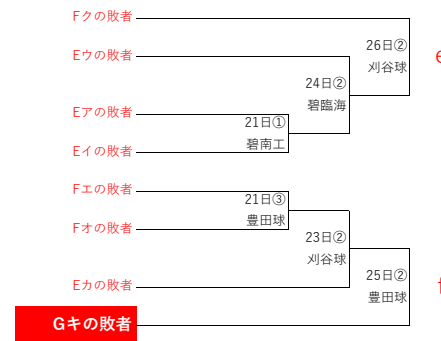 Fクの敗者
26日②
刈谷球
Eウの敗者
24日②
碧臨海
Eアの敗者
21日①
碧南工
Eイの敗者
Fエの敗者
21日③
豊田球
Fオの敗者
23日②
刈谷球
Eカの敗者
25日②
豊田球
Gキの敗者